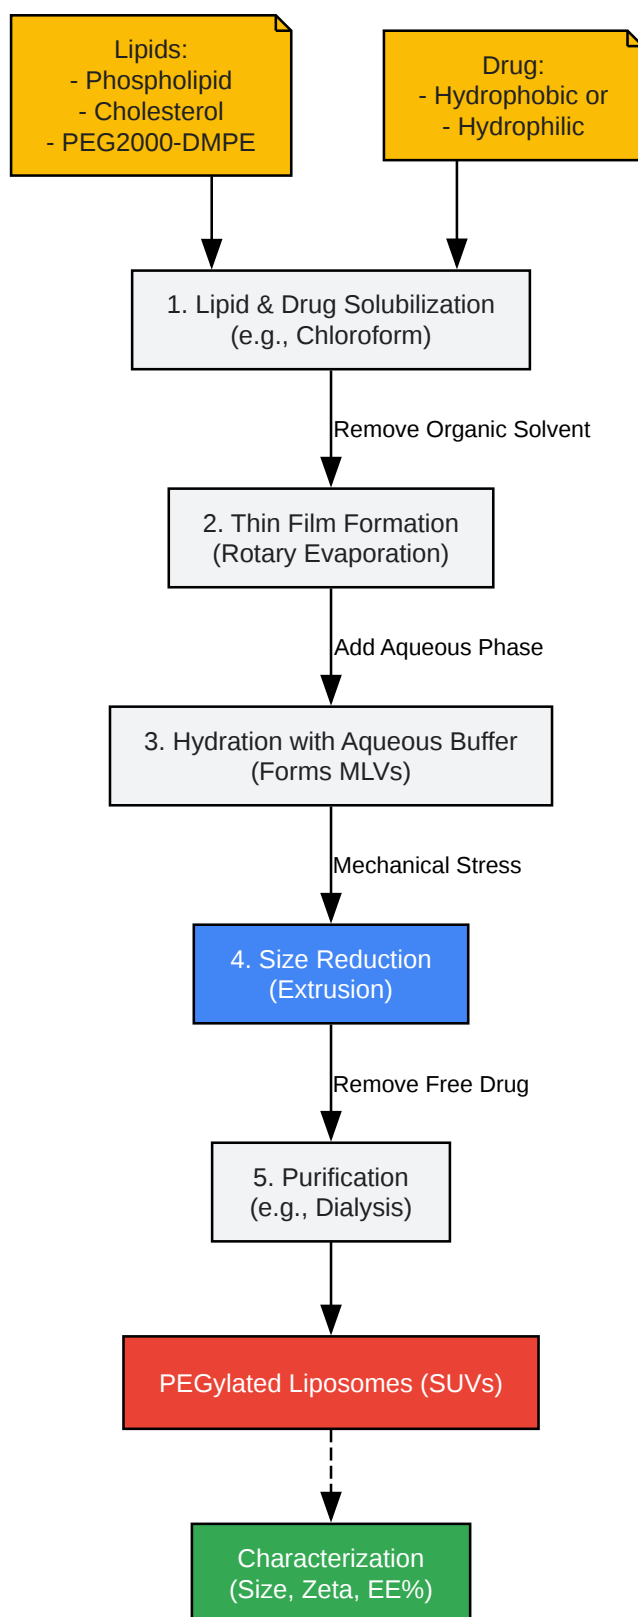 Lipids:
- Phospholipid
- Cholesterol
- PEG2000-DMPE
Drug:
- Hydrophobic or
- Hydrophilic
1. Lipid & Drug Solubilization
(e.g., Chloroform)
Remove Organic Solvent
2. Thin Film Formation
(Rotary Evaporation)
Add Aqueous Phase
3. Hydration with Aqueous Buffer
(Forms MLVs)
Mechanical Stress
4. Size Reduction
(Extrusion)
Remove Free Drug
5. Purification
(e.g., Dialysis)
PEGylated Liposomes (SUVs)
Characterization
(Size, Zeta, EE%)